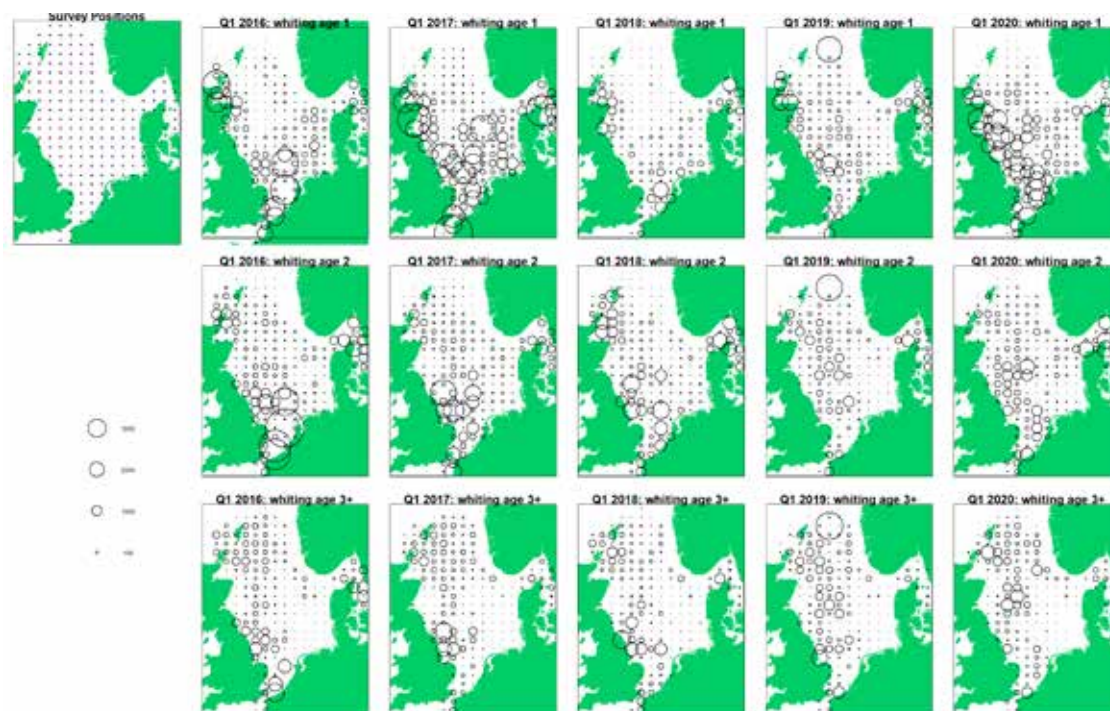 Survey Positions
Q1 2016: whiting age 1
Q1 2017: whiting age 1
Q1 2018: whiting age 1
Q1 2019: whiting age 1
Q1 2020: whiting age 1
Q1 2016: whiting age 2
Q1 2017: whiting age 2
Q1 2018: whiting age 2
Q1 2019: whiting age 2
Q1 2020: whiting age 2
Q1 2016: whiting age 3+
Q1 2017: whiting age 3+
Q1 2018: whiting age 3+
Q1 2019: whiting age 3+
Q1 2020: whiting age 3+